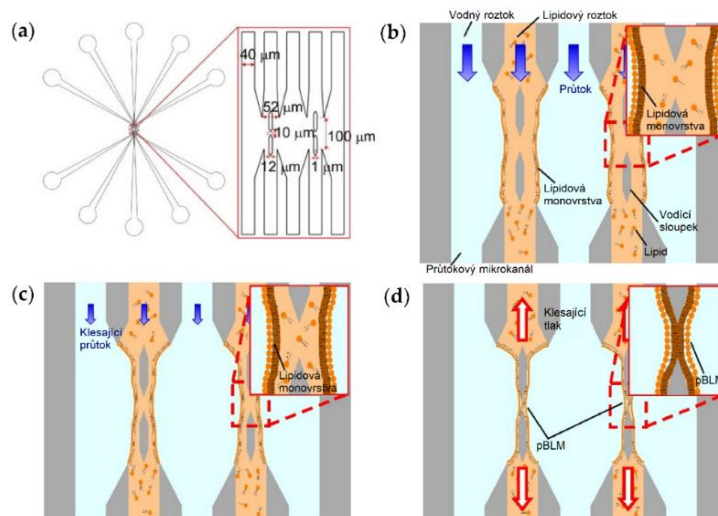 (a)
40 μm
52
μm
10 μm
100 μm
12 μm
1 μm
(b)
Vodný roztok
Lipidový roztok
Průtok
Lipidová
monovrstva
Lipidová
monovrstva
Vodící
sloupek
Lipid
Průtokový mikrokanál
(c)
Klesající
průtok
Lipidová
monovrstva
(d)
Klesající
tlak
pBLM
pBLM